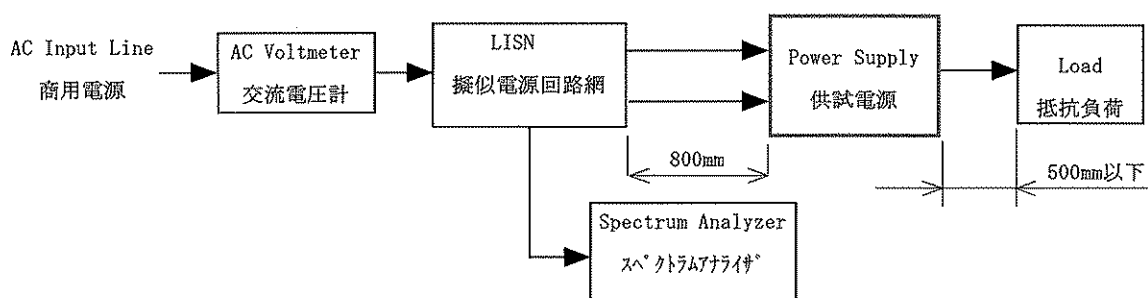 AC Input Line
商用電源
AC Voltmeter
交流電圧計
LISN
擬似電源回路網
Power Supply
供試電源
Load
抵抗負荷
800mm
500mm以下
Spectrum Analyzer
ｽﾍﾟｸﾄﾗﾑｱﾅﾗｲｻﾞ